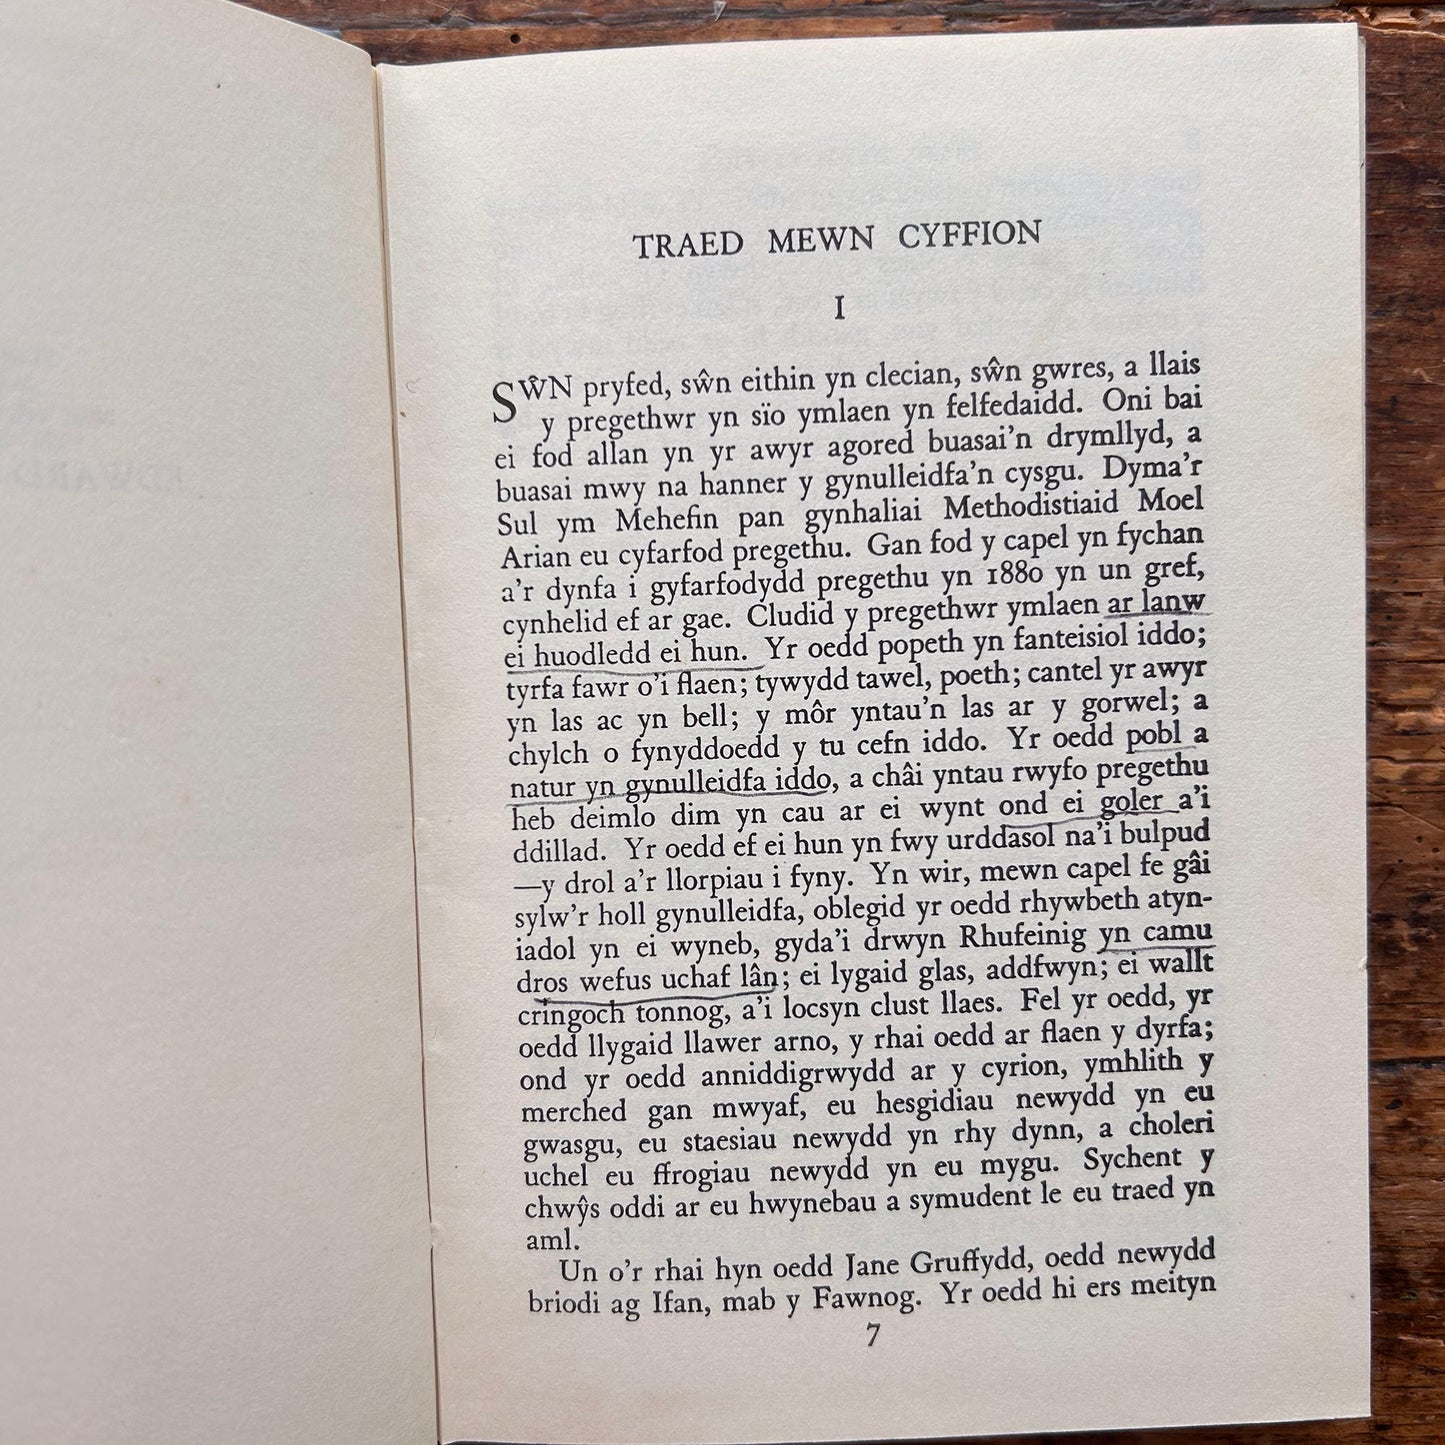 TRAED MEWN CYFFION
I
SŴN pryfed, sŵn eithin yn clecian, sŵn gwres, a llais
y pregethwr yn sïo ymlaen yn felfedaidd. Oni bai
ei fod allan yn yr awyr agored buasai'n drymllyd, a
buasai mwy na hanner y gynulleidfa'n cysgu. Dyma'r
Sul ym Mehefin pan gynhaliai Methodistiaid Moel
Arian eu cyfarfod pregethu. Gan fod y capel yn fychan
a'r dynfa i gyfarfodydd pregethu yn 1880 yn un gref,
cynhelid ef ar gae. Cludid y pregethwr ymlaen ar lanw
ei huodledd ei hun. Yr oedd popeth yn fanteisiol iddo;
tyrfa fawr o'i flaen; tywydd tawel, poeth; cantel yr awyr
yn las ac yn bell; y môr yntau'n las ar y gorwel; a
chylch o fynyddoedd y tu cefn iddo. Yr oedd pobl a
natur yn gynulleidfa iddo, a châi yntau rwyfo pregethu
heb deimlo dim yn cau ar ei wynt ond ei goler a'i
ddillad. Yr oedd ef ei hun yn fwy urddasol na'i bulpud
—y drol a'r llorpiau i fyny. Yn wir, mewn capel fe gâi
sylw'r holl gynulleidfa, oblegid yr oedd rhywbeth atyn-
iadol yn ei wyneb, gyda'i drwyn Rhufeinig yn camu
dros wefus uchaf lân; ei lygaid glas, addfwyn; ei wallt
cringoch tonnog, a'i locsyn clust llaes. Fel yr oedd, yr
oedd llygaid llawer arno, y rhai oedd ar flaen y dyrfa;
ond yr oedd anniddigrwydd ar y cyrion, ymhlith y
merched gan mwyaf, eu hesgidiau newydd yn eu
gwasgu, eu staesiau newydd yn rhy dynn, a choleri
uchel eu ffrogiau newydd yn eu mygu. Sychent y
chwŷs oddi ar eu hwynebau a symudent le eu traed yn
aml.
Un o'r rhai hyn oedd Jane Gruffydd, oedd newydd
briodi ag Ifan, mab y Fawnog. Yr oedd hi ers meityn
7